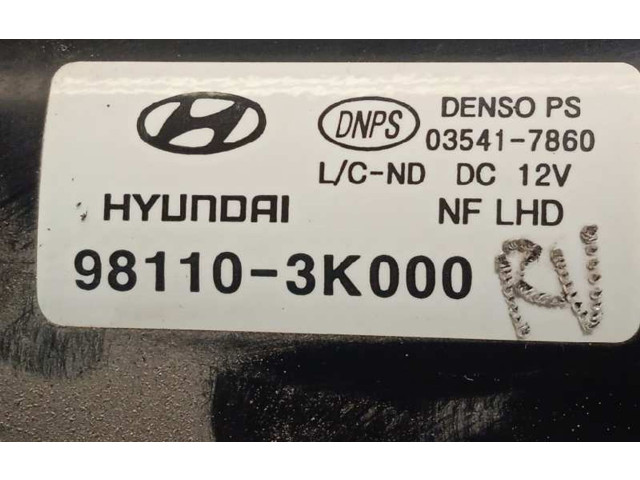 DNPS DENSO PS
03541-7860
L/C-ND DC 12V
HYUNDAI NF LHD
98110-3K000